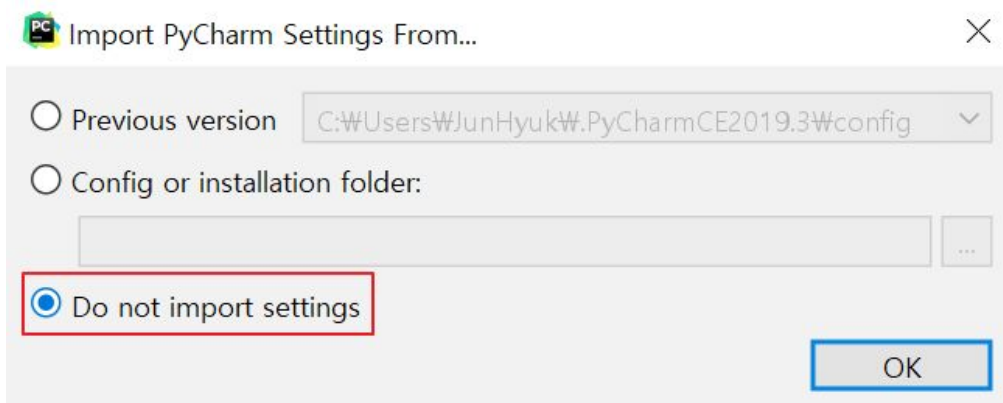 PC
Import PyCharm Settings From...
Previous version C:₩Users₩JunHyuk₩.PyCharmCE2019.3₩config
Config or installation folder:
...
Do not import settings
OK